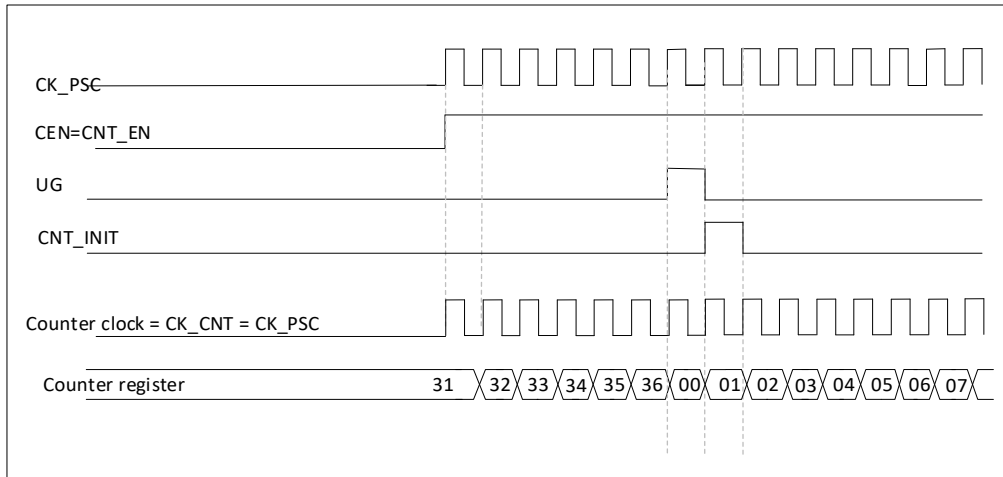 CK_PSC
CEN=CNT_EN
UG
CNT_INIT
Counter clock = CK_CNT = CK_PSC
Counter register 31 32 33 34 35 36 00 01 02 03 04 05 06 07